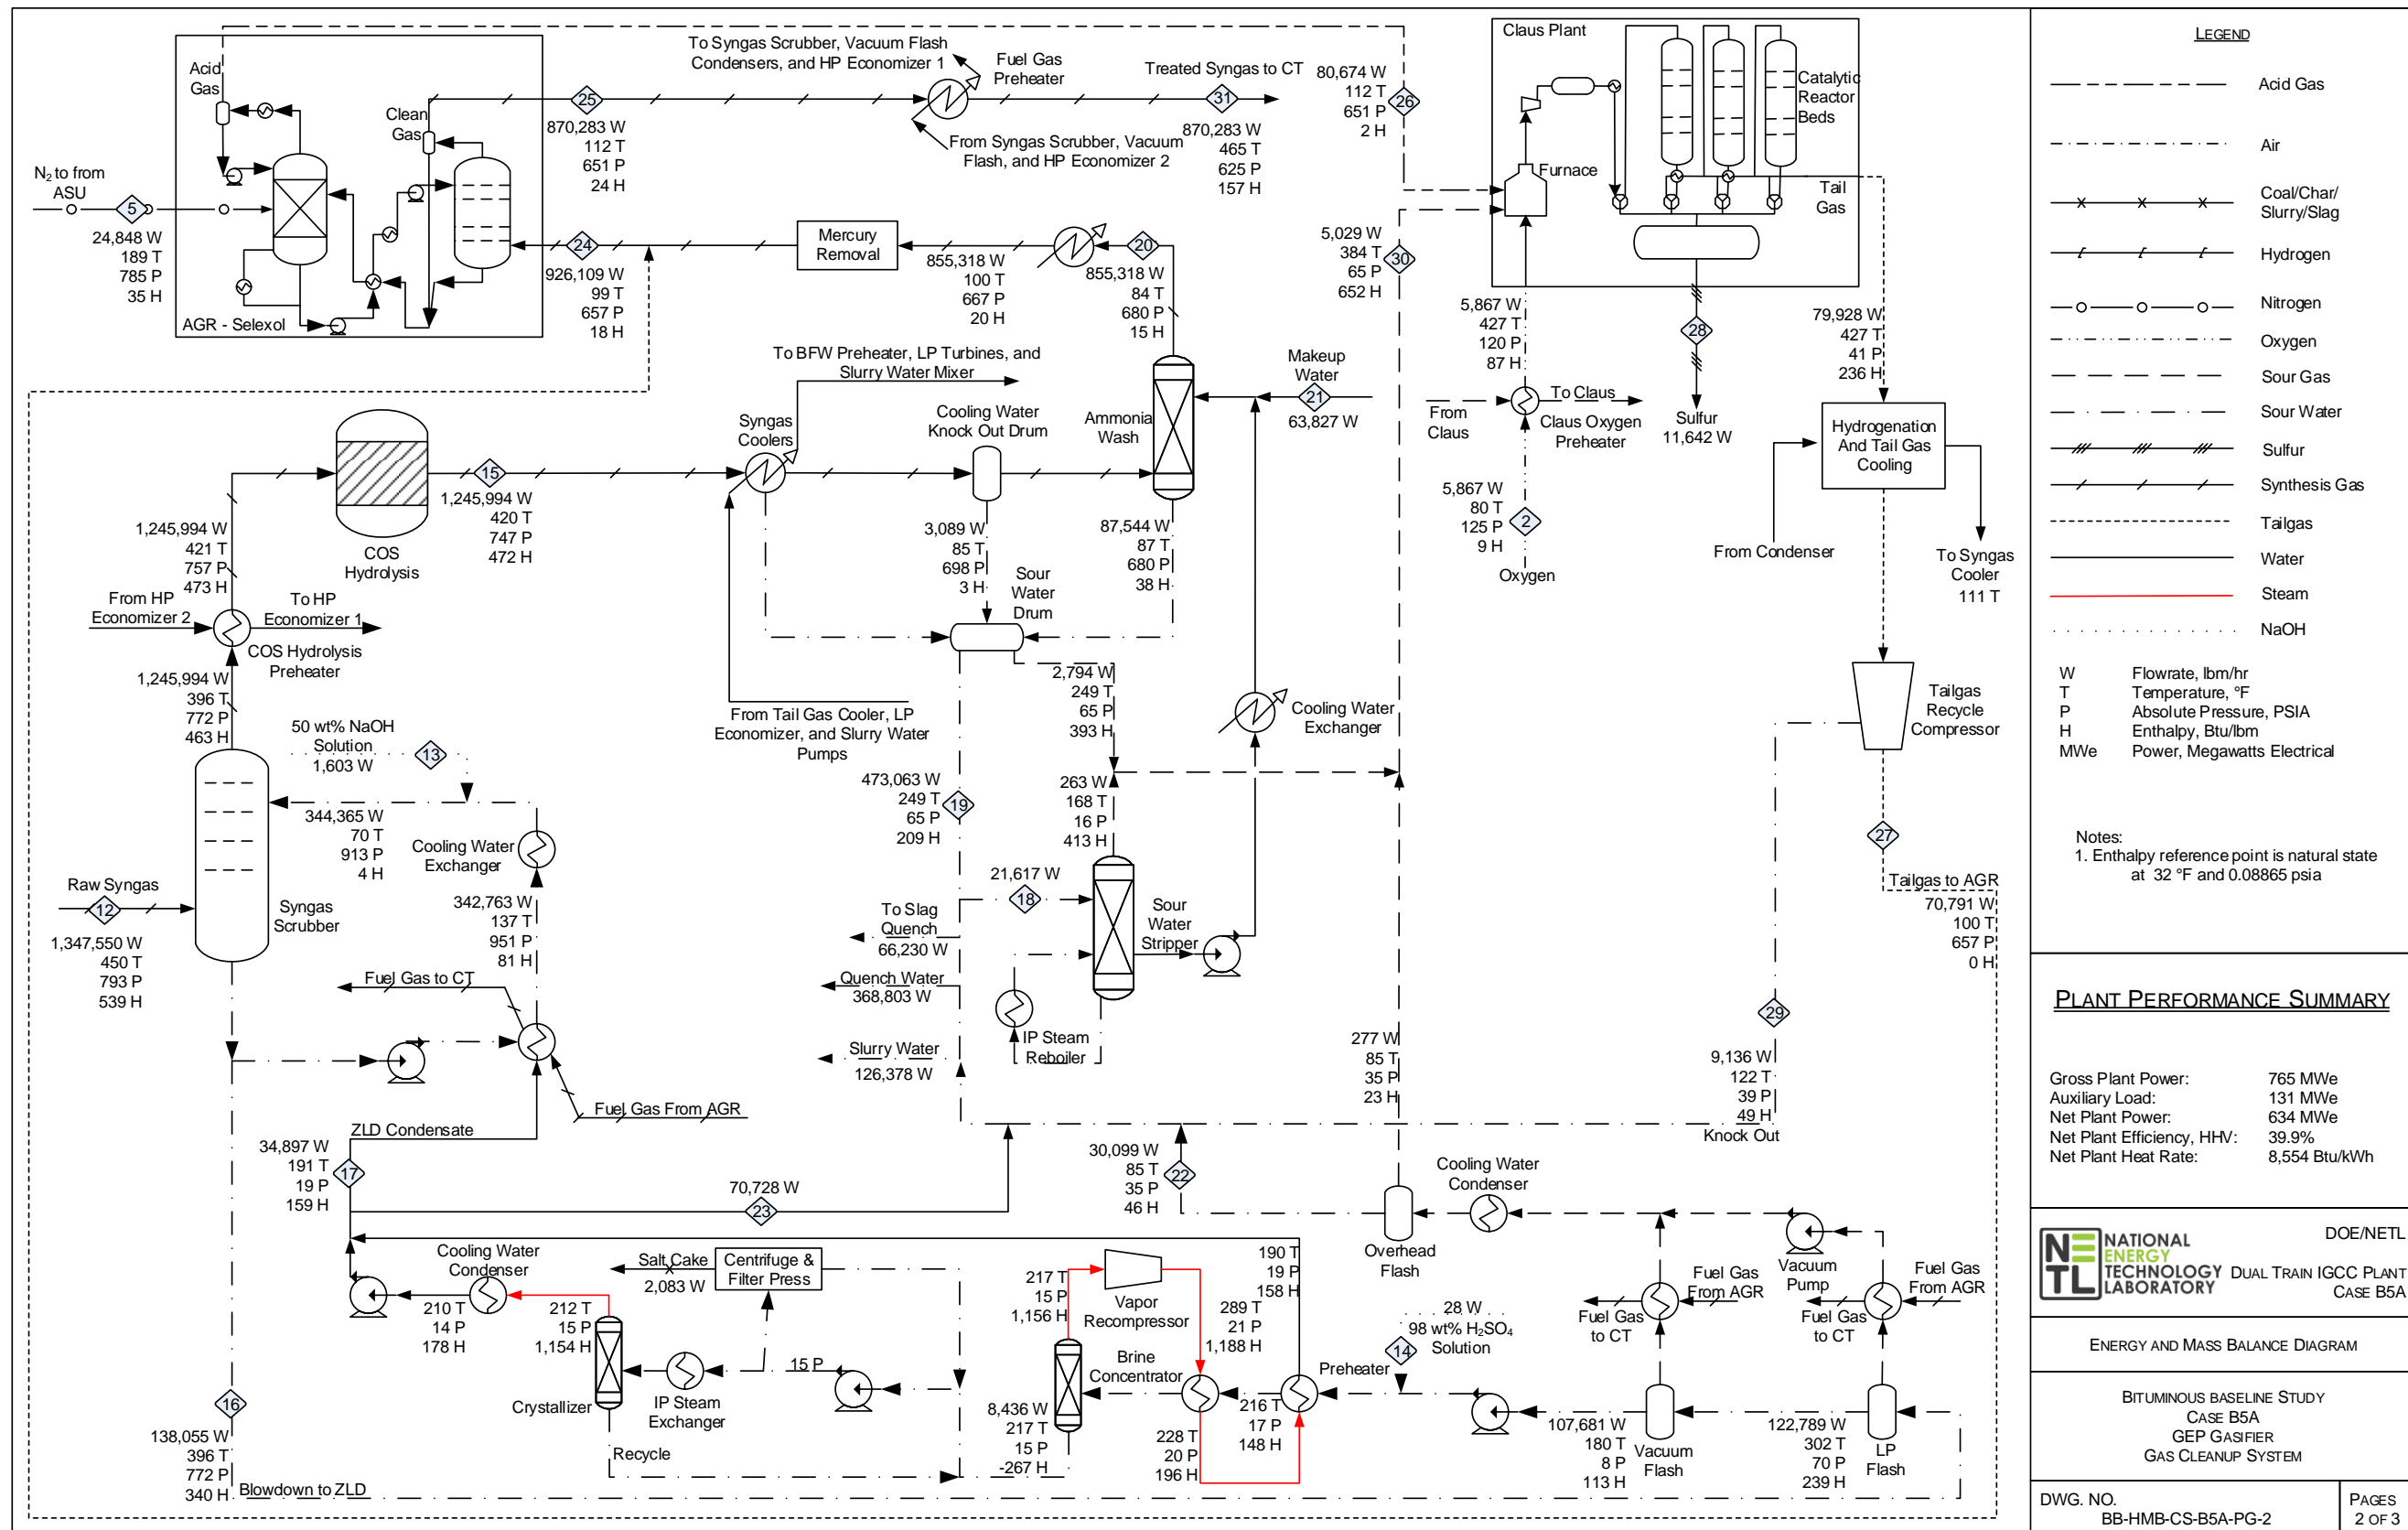 To Syngas Scrubber, Vacuum Flash
Condensers, and HP Economizer 1
Fuel Gas
Preheater
Treated Syngas to CT
Acid
Gas
Clean
Gas
25
870,283 W
112 T
651 P
24 H
31
870,283 W
465 T
625 P
157 H
From Syngas Scrubber, Vacuum
Flash, and HP Economizer 2
80,674 W
112 T
651 P
2 H
26
N2 to from
ASU
5
24,848 W
189 T
785 P
35 H
AGR - Selexol
24
926,109 W
99 T
657 P
18 H
Mercury
Removal
855,318 W
100 T
667 P
20 H
20
855,318 W
84 T
680 P
15 H
Claus Plant
Catalytic
Reactor
Beds
Furnace
Tail
Gas
5,029 W
384 T
65 P
652 H
30
5,867 W
427 T
120 P
87 H
28
Sulfur
11,642 W
79,928 W
427 T
41 P
236 H
From
Claus
To Claus
Claus Oxygen
Preheater
5,867 W
80 T
125 P
9 H
2
Oxygen
Hydrogenation
And Tail Gas
Cooling
From Condenser
To Syngas
Cooler
111 T
To BFW Preheater, LP Turbines, and
Slurry Water Mixer
Syngas
Coolers
Cooling Water
Knock Out Drum
Ammonia
Wash
Makeup
Water
21
63,827 W
15
1,245,994 W
420 T
747 P
472 H
COS
Hydrolysis
1,245,994 W
421 T
757 P
473 H
From HP
Economizer 2
To HP
Economizer 1
COS Hydrolysis
Preheater
3,089 W
85 T
698 P
3 H
87,544 W
87 T
680 P
38 H
Sour
Water
Drum
1,245,994 W
396 T
772 P
463 H
50 wt% NaOH
Solution
1,603 W
13
From Tail Gas Cooler, LP
Economizer, and Slurry Water
Pumps
2,794 W
249 T
65 P
393 H
Cooling Water
Exchanger
Tailgas
Recycle
Compressor
344,365 W
70 T
913 P
4 H
Cooling Water
Exchanger
473,063 W
249 T
65 P
209 H
19
263 W
168 T
16 P
413 H
27
Tailgas to AGR
70,791 W
100 T
657 P
0 H
Raw Syngas
12
1,347,550 W
450 T
793 P
539 H
Syngas
Scrubber
342,763 W
137 T
951 P
81 H
21,617 W
18
To Slag
Quench
66,230 W
Sour
Water
Stripper
Fuel Gas to CT
Quench Water
368,803 W
IP Steam
Reboiler
Slurry Water
126,378 W
Fuel Gas From AGR
277 W
85 T
35 P
23 H
29
9,136 W
122 T
39 P
49 H
Knock Out
ZLD Condensate
34,897 W
191 T
19 P
159 H
17
70,728 W
23
30,099 W
85 T
35 P
46 H
22
Cooling Water
Condenser
Overhead
Flash
Vacuum
Pump
Fuel Gas
From AGR
Fuel Gas
From AGR
Fuel Gas
to CT
Fuel Gas
to CT
Cooling Water
Condenser
210 T
14 P
178 H
212 T
15 P
1,154 H
Salt Cake
2,083 W
Centrifuge &
Filter Press
217 T
15 P
1,156 H
Vapor
Recompressor
190 T
19 P
158 H
289 T
21 P
1,188 H
28 W
98 wt% H2SO4
Solution
14
Brine
Concentrator
Preheater
15 P
IP Steam
Exchanger
Crystallizer
Recycle
8,436 W
217 T
15 P
-267 H
228 T
20 P
196 H
216 T
17 P
148 H
107,681 W
180 T
8 P
113 H
Vacuum
Flash
122,789 W
302 T
70 P
239 H
LP
Flash
16
138,055 W
396 T
772 P
340 H
Blowdown to ZLD
LEGEND
Acid Gas
Air
Coal/Char/
Slurry/Slag
Hydrogen
Nitrogen
Oxygen
Sour Gas
Sour Water
Sulfur
Synthesis Gas
Tailgas
Water
Steam
NaOH
W Flowrate, lbm/hr
T Temperature, °F
P Absolute Pressure, PSIA
H Enthalpy, Btu/lbm
MWe Power, Megawatts Electrical
Notes:
1. Enthalpy reference point is natural state
at 32 °F and 0.08865 psia
PLANT PERFORMANCE SUMMARY
Gross Plant Power: 765 MWe
Auxiliary Load: 131 MWe
Net Plant Power: 634 MWe
Net Plant Efficiency, HHV: 39.9%
Net Plant Heat Rate: 8,554 Btu/kWh
NETL
NATIONAL
ENERGY
TECHNOLOGY
LABORATORY
DOE/NETL
DUAL TRAIN IGCC PLANT
CASE B5A
ENERGY AND MASS BALANCE DIAGRAM
BITUMINOUS BASELINE STUDY
CASE B5A
GEP GASIFIER
GAS CLEANUP SYSTEM
DWG. NO.
BB-HMB-CS-B5A-PG-2
PAGES
2 OF 3